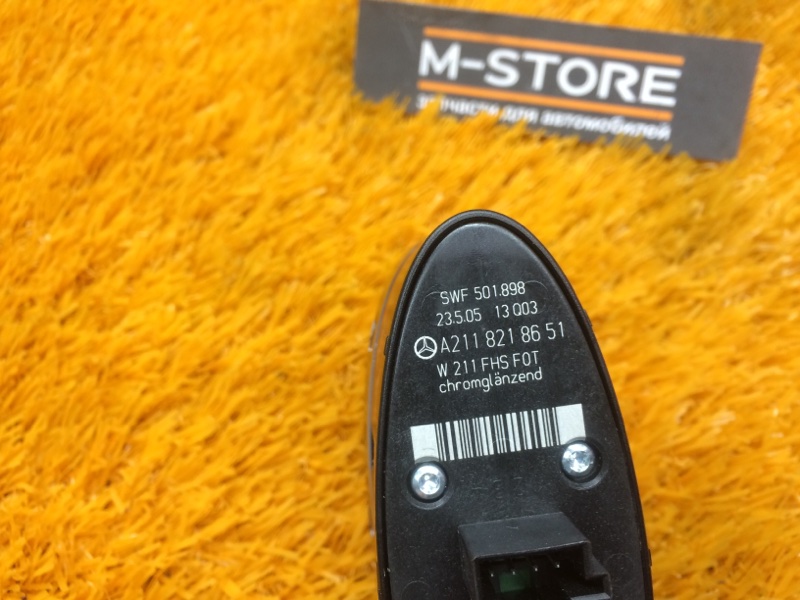 M-STORE
запчасти для автомобилей
SWF 501.898
23.5.05 13 Q03
A211 821 86 51
W 211 FHS FOT
chromglänzend